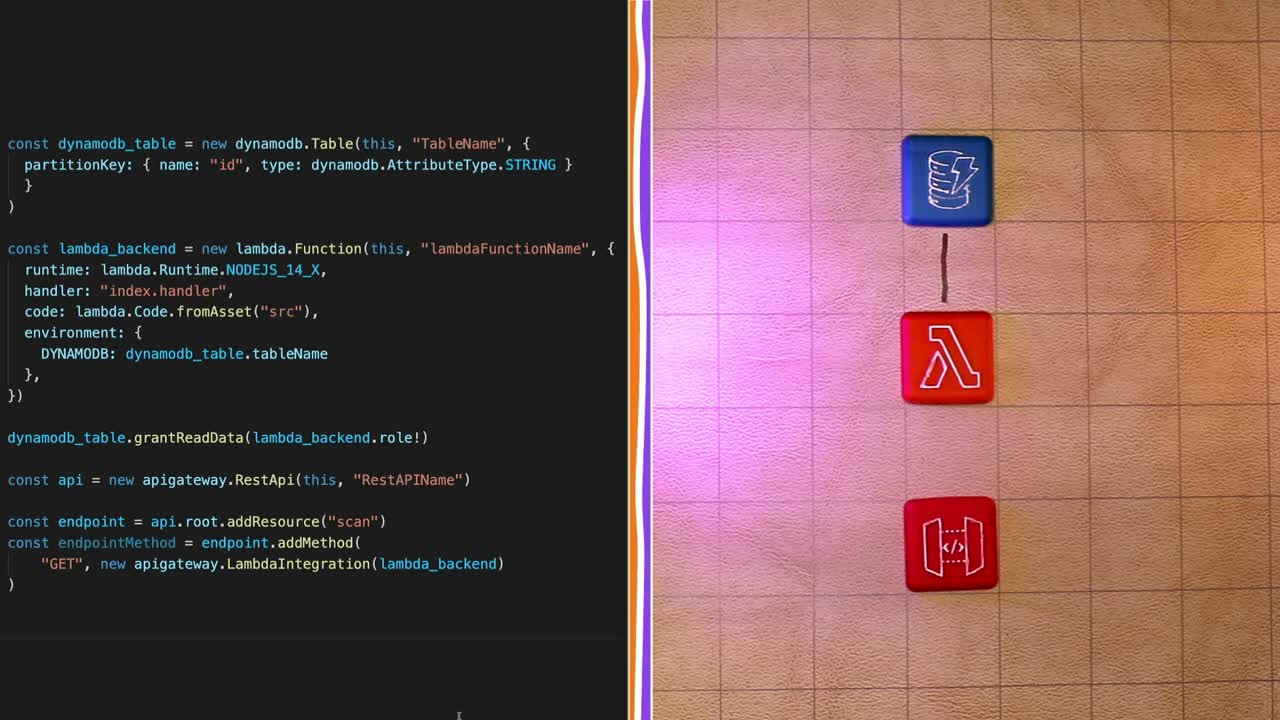 const dynamodb_table = new dynamodb.Table(this, "TableName", {
partitionKey: { name: "id", type: dynamodb.AttributeType.STRING }
}
)
const lambda_backend = new lambda.Function(this, "lambdaFunctionName", {
runtime: lambda.Runtime.NODEJS_14_X,
handler: "index.handler",
code: lambda.Code.fromAsset("src"),
environment: {
DYNAMODB: dynamodb_table.tableName
},
})
dynamodb_table.grantReadData(lambda_backend.role!)
const api = new apigateway.RestApi(this, "RestAPIName")
const endpoint = api.root.addResource("scan")
const endpointMethod = endpoint.addMethod(
"GET", new apigateway.LambdaIntegration(lambda_backend)
)
λ
</>